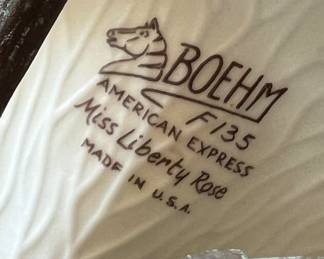 BOEHM
F135
AMERICAN EXPRESS
Miss Liberty Rose
MADE IN U.S.A.